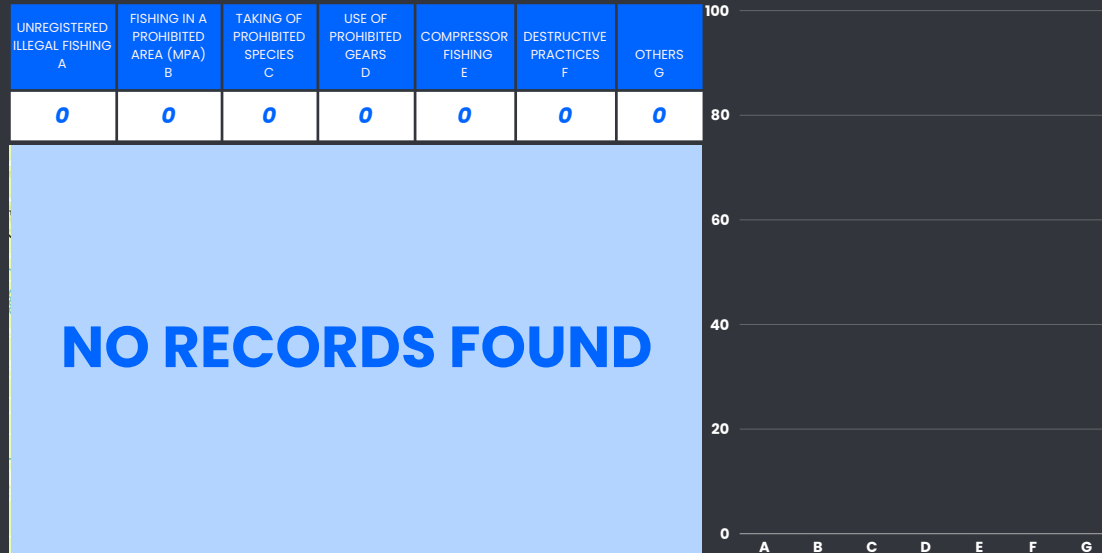 UNREGISTERED
ILLEGAL FISHING
A
FISHING IN A
PROHIBITED
AREA (MPA)
B
TAKING OF
PROHIBITED
SPECIES
C
USE OF
PROHIBITED
GEARS
D
COMPRESSOR
FISHING
E
DESTRUCTIVE
PRACTICES
F
OTHERS
G
0 0 0 0 0 0 0
NO RECORDS FOUND
100
80
60
40
20
0
A B C D E F G